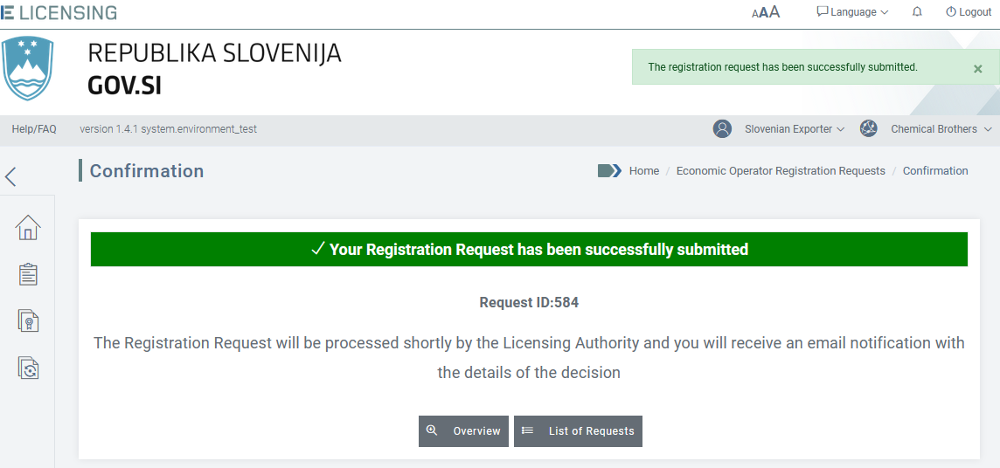 E LICENSING
AAA
Language
Logout
REPUBLIKA SLOVENIJA
GOV.SI
The registration request has been successfully submitted.
×
Help/FAQ
version 1.4.1 system.environment_test
Slovenian Exporter
Chemical Brothers
Confirmation
Home / Economic Operator Registration Requests / Confirmation
✓ Your Registration Request has been successfully submitted
Request ID:584
The Registration Request will be processed shortly by the Licensing Authority and you will receive an email notification with
the details of the decision
Overview
List of Requests